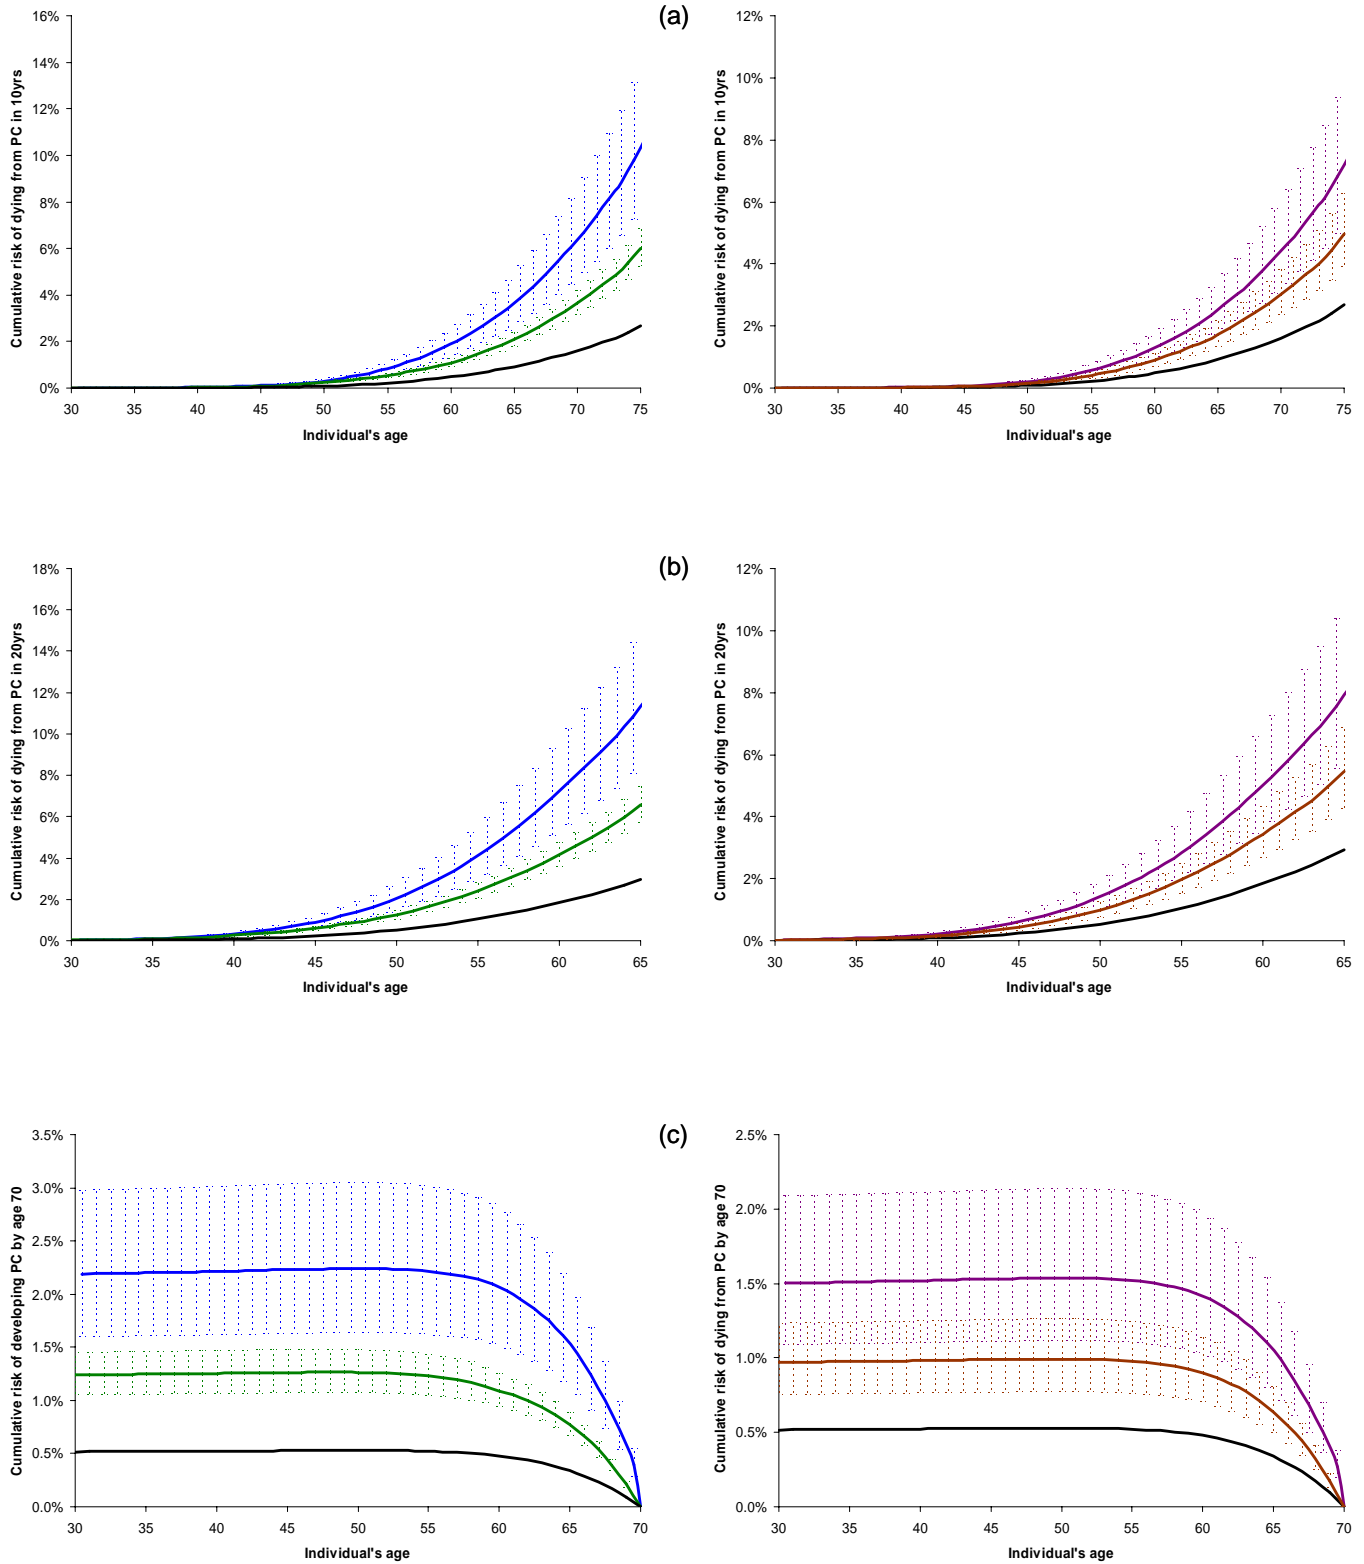 (a)
Cumulative risk of dying from PC in 10yrs
16%
14%
12%
10%
8%
6%
4%
2%
0%
30 35 40 45 50 55 60 65 70 75
Individual's age
Cumulative risk of dying from PC in 10yrs
12%
10%
8%
6%
4%
2%
0%
30 35 40 45 50 55 60 65 70 75
Individual's age
(b)
Cumulative risk of dying from PC in 20yrs
18%
16%
14%
12%
10%
8%
6%
4%
2%
0%
30 35 40 45 50 55 60 65
Individual's age
Cumulative risk of dying from PC in 20yrs
12%
10%
8%
6%
4%
2%
0%
30 35 40 45 50 55 60 65
Individual's age
(c)
Cumulative risk of developing PC by age 70
3.5%
3.0%
2.5%
2.0%
1.5%
1.0%
0.5%
0.0%
30 35 40 45 50 55 60 65 70
Individual's age
Cumulative risk of dying from PC by age 70
2.5%
2.0%
1.5%
1.0%
0.5%
0.0%
30 35 40 45 50 55 60 65 70
Individual's age